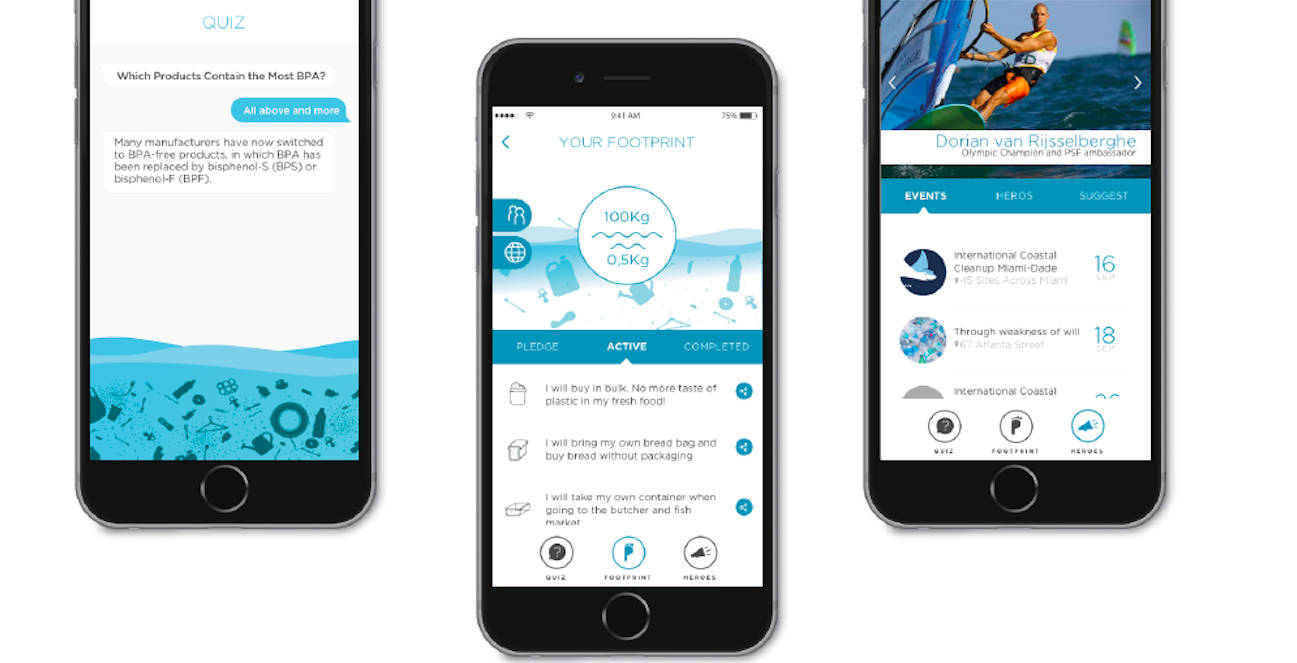 QUIZ
Which Products Contain the Most BPA?
All above and more
Many manufacturers have now switched
to BPA-free products, in which BPA has
been replaced by bisphenol-S (BPS) or
bisphenol-F (BPF).
9:41 AM
75%
YOUR FOOTPRINT
100Kg
0,5Kg
PLEDGE
ACTIVE
COMPLETED
I will buy in bulk. No more taste of
plastic in my fresh food!
I will bring my own bread bag and
buy bread without packaging
I will take my own container when
going to the butcher and fish
market
QUIZ
FOOTPRINT
HEROES
Dorian van Rijsselberghe
Olympic Champion and PSF ambassador
EVENTS
HEROS
SUGGEST
International Coastal
Cleanup Miami-Dade
45 Sites Across Miami
16
SEP
Through weakness of will
67 Atlanta Street
18
SEP
International Coastal
QUIZ
FOOTPRINT
HEROES